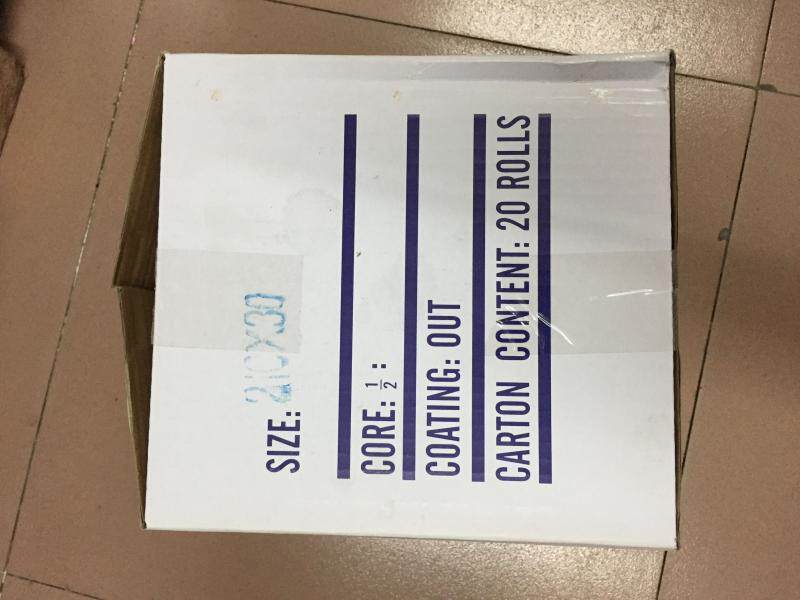 SIZE: 210X30
CORE: ½ :
COATING: OUT
CARTON CONTENT: 20 ROLLS